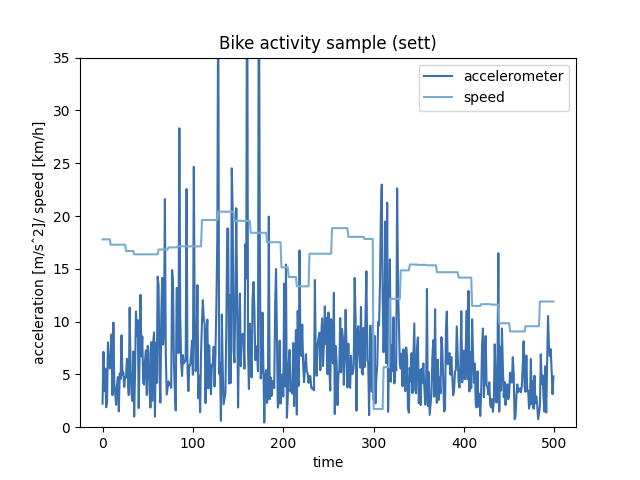 Bike activity sample (sett)
35
30
25
20
15
10
5
0
acceleration [m/s^2]/ speed [km/h]
accelerometer
speed
0
100
200
300
400
500
time